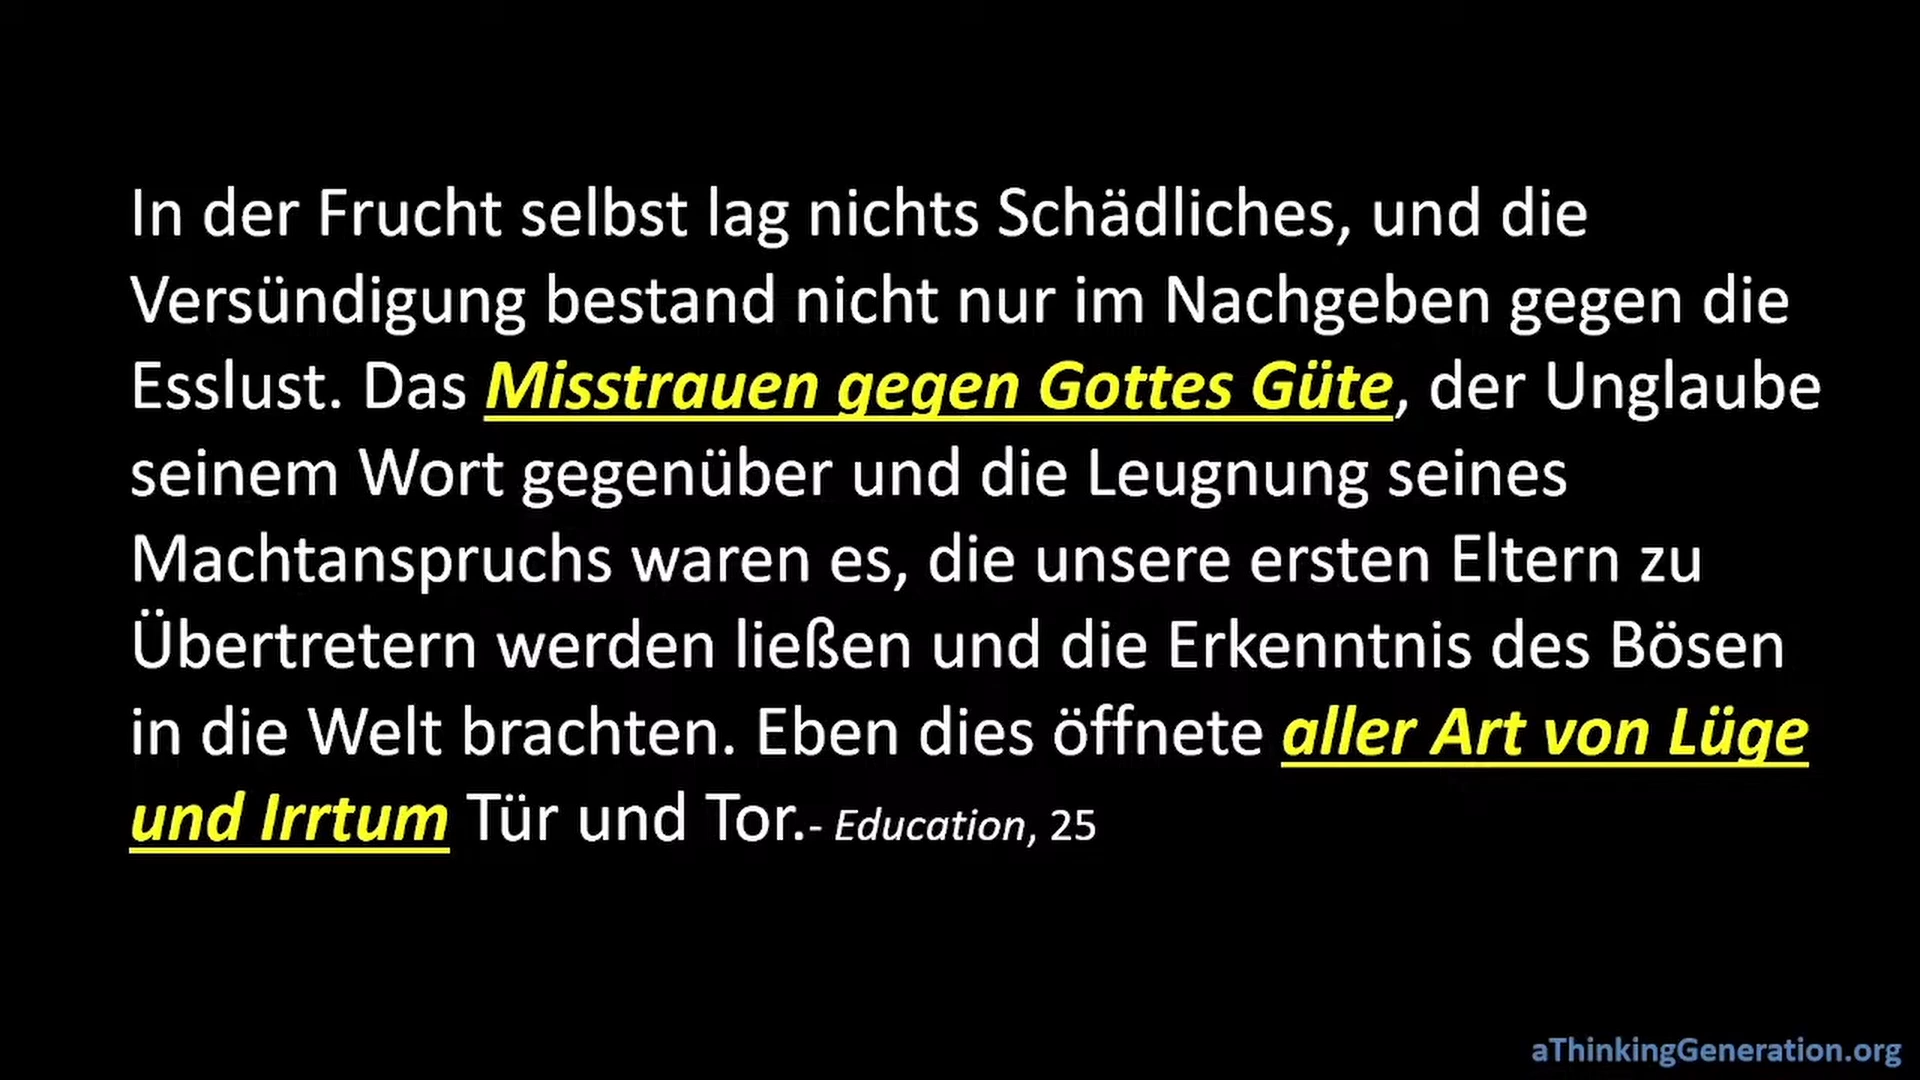 In der Frucht selbst lag nichts Schädliches, und die
Versündigung bestand nicht nur im Nachgeben gegen die
Esslust. Das Misstrauen gegen Gottes Güte, der Unglaube
seinem Wort gegenüber und die Leugnung seines
Machtanspruchs waren es, die unsere ersten Eltern zu
Übertretern werden ließen und die Erkenntnis des Bösen
in die Welt brachten. Eben dies öffnete aller Art von Lüge
und Irrtum Tür und Tor.- Education, 25
aThinkingGeneration.org